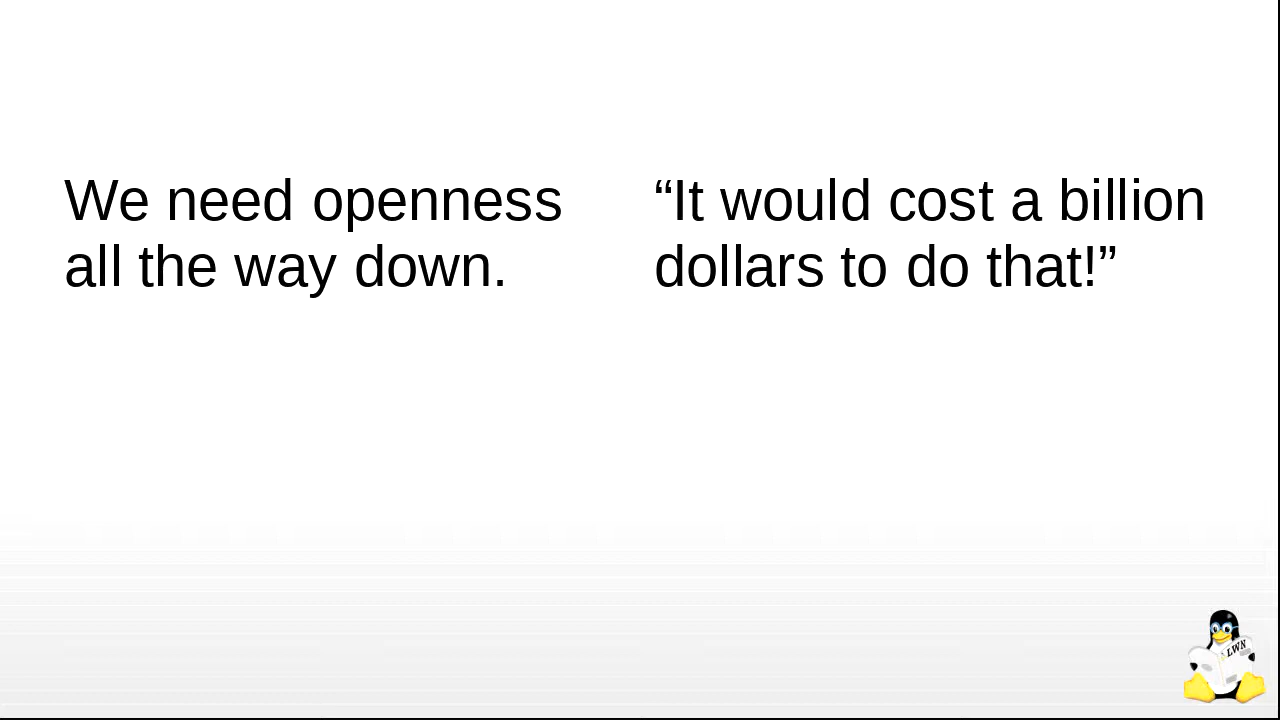 We need openness
all the way down.
“It would cost a billion
dollars to do that!”
LWN